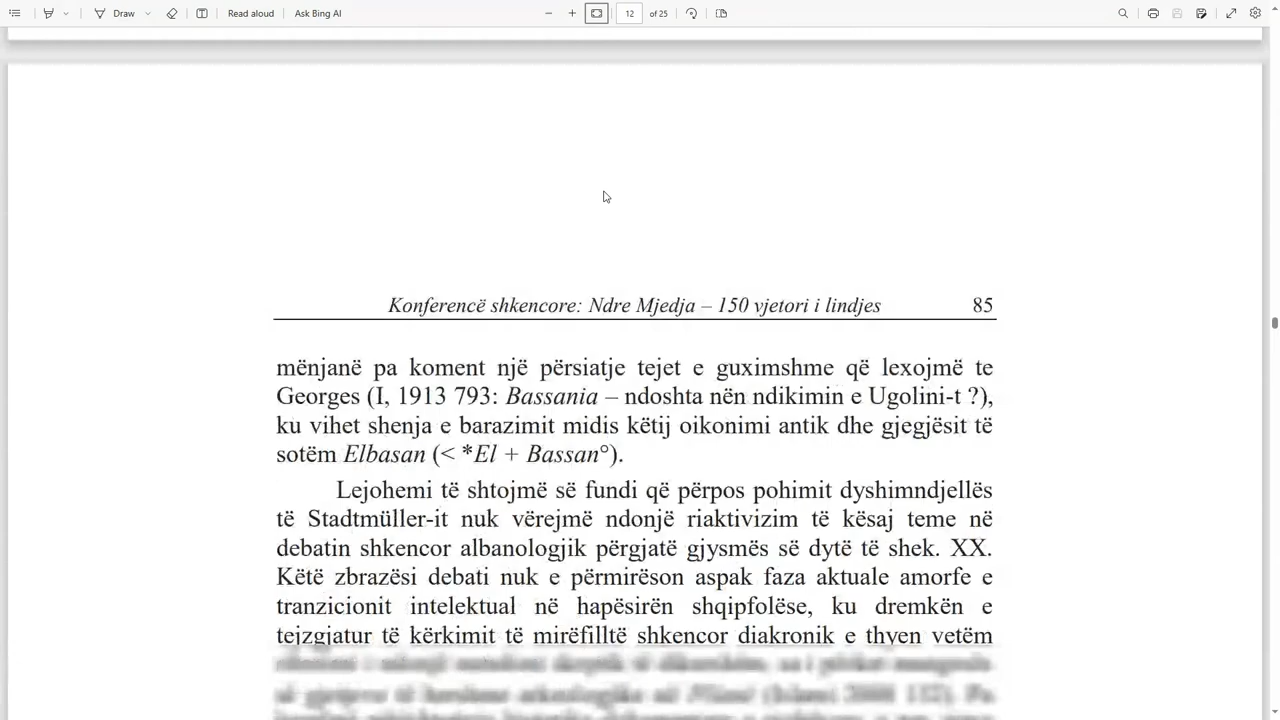 Draw
Read aloud
Ask Bing AI
12 of 25
Konferencë shkencore: Ndre Mjedja – 150 vjetori i lindjes 85
mënjanë pa koment një përsiatje tejet e guximshme që lexojmë te
Georges (I, 1913 793: Bassania – ndoshta nën ndikimin e Ugolini-t ?),
ku vihet shenja e barazimit midis këtij oikonimi antik dhe gjegjësit të
sotëm Elbasan (< *El + Bassan°).
Lejohemi të shtojmë së fundi që përpos pohimit dyshimndjellës
të Stadtmüller-it nuk vërejmë ndonjë riaktivizim të kësaj teme në
debatin shkencor albanologjik përgjatë gjysmës së dytë të shek. XX.
Këtë zbrazësi debati nuk e përmirëson aspak faza aktuale amorfe e
tranzicionit intelektual në hapësirën shqipfolëse, ku dremkën e
tejzgjatur të kërkimit të mirëfilltë shkencor diakronik e thyen vetëm